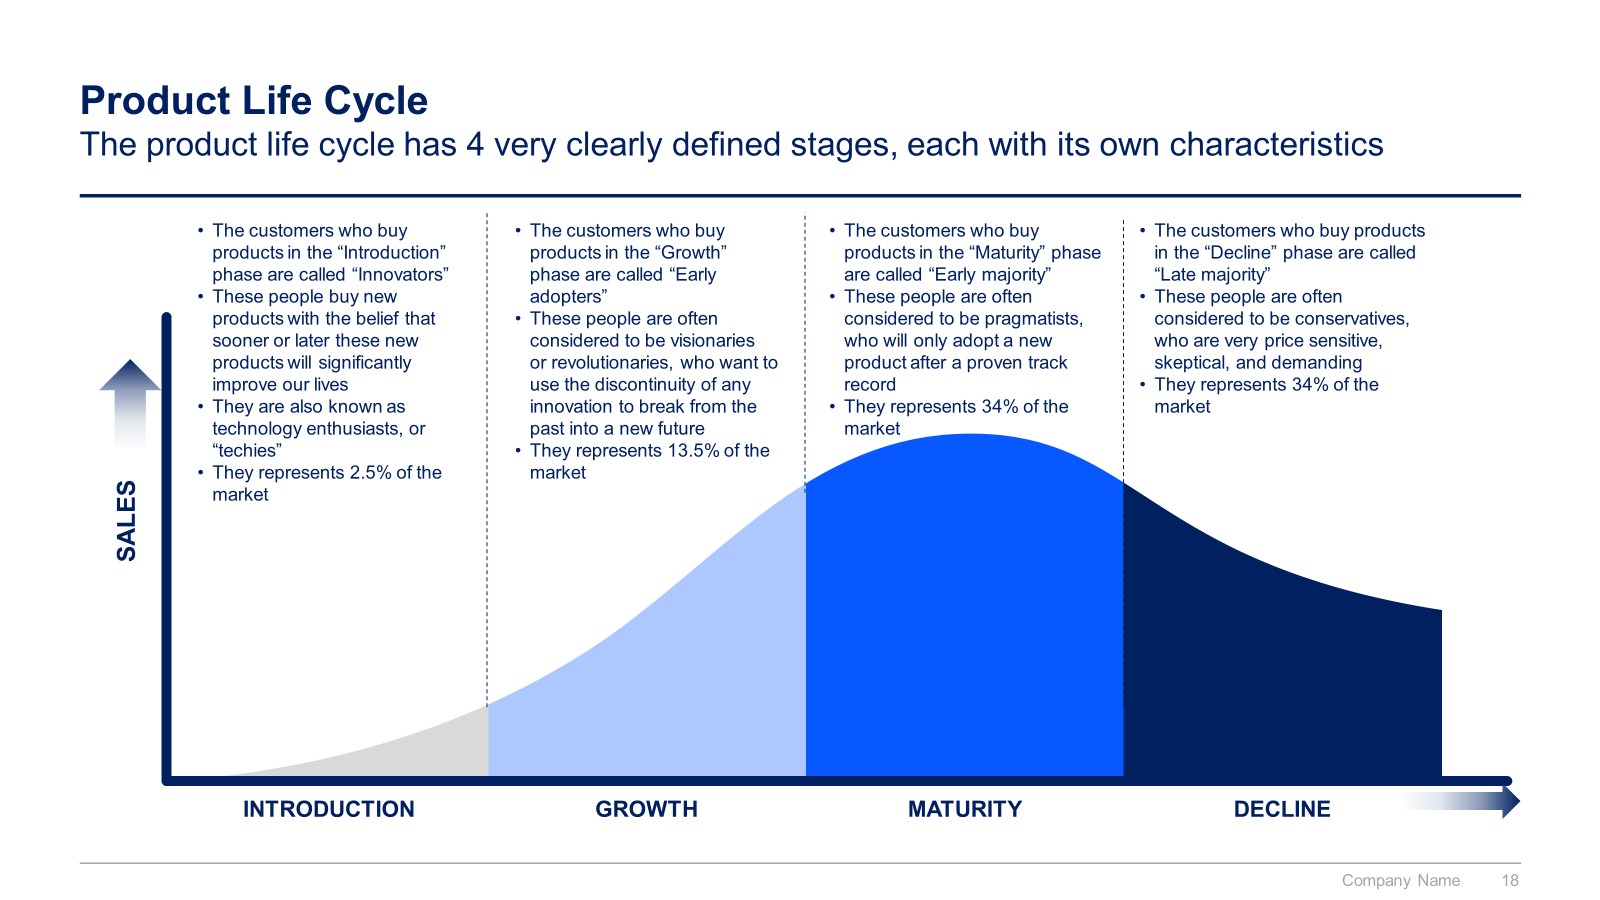 Product Life Cycle
The product life cycle has 4 very clearly defined stages, each with its own characteristics
• The customers who buy
products in the “Introduction”
phase are called “Innovators”
• These people buy new
products with the belief that
sooner or later these new
products will significantly
improve our lives
• They are also known as
technology enthusiasts, or
“techies”
• They represents 2.5% of the
market
• The customers who buy
products in the “Growth”
phase are called “Early
adopters”
• These people are often
considered to be visionaries
or revolutionaries, who want to
use the discontinuity of any
innovation to break from the
past into a new future
• They represents 13.5% of the
market
• The customers who buy
products in the “Maturity” phase
are called “Early majority”
• These people are often
considered to be pragmatists,
who will only adopt a new
product after a proven track
record
• They represents 34% of the
market
• The customers who buy products
in the “Decline” phase are called
“Late majority”
• These people are often
considered to be conservatives,
who are very price sensitive,
skeptical, and demanding
• They represents 34% of the
market
SALES
INTRODUCTION
GROWTH
MATURITY
DECLINE
Company Name 18